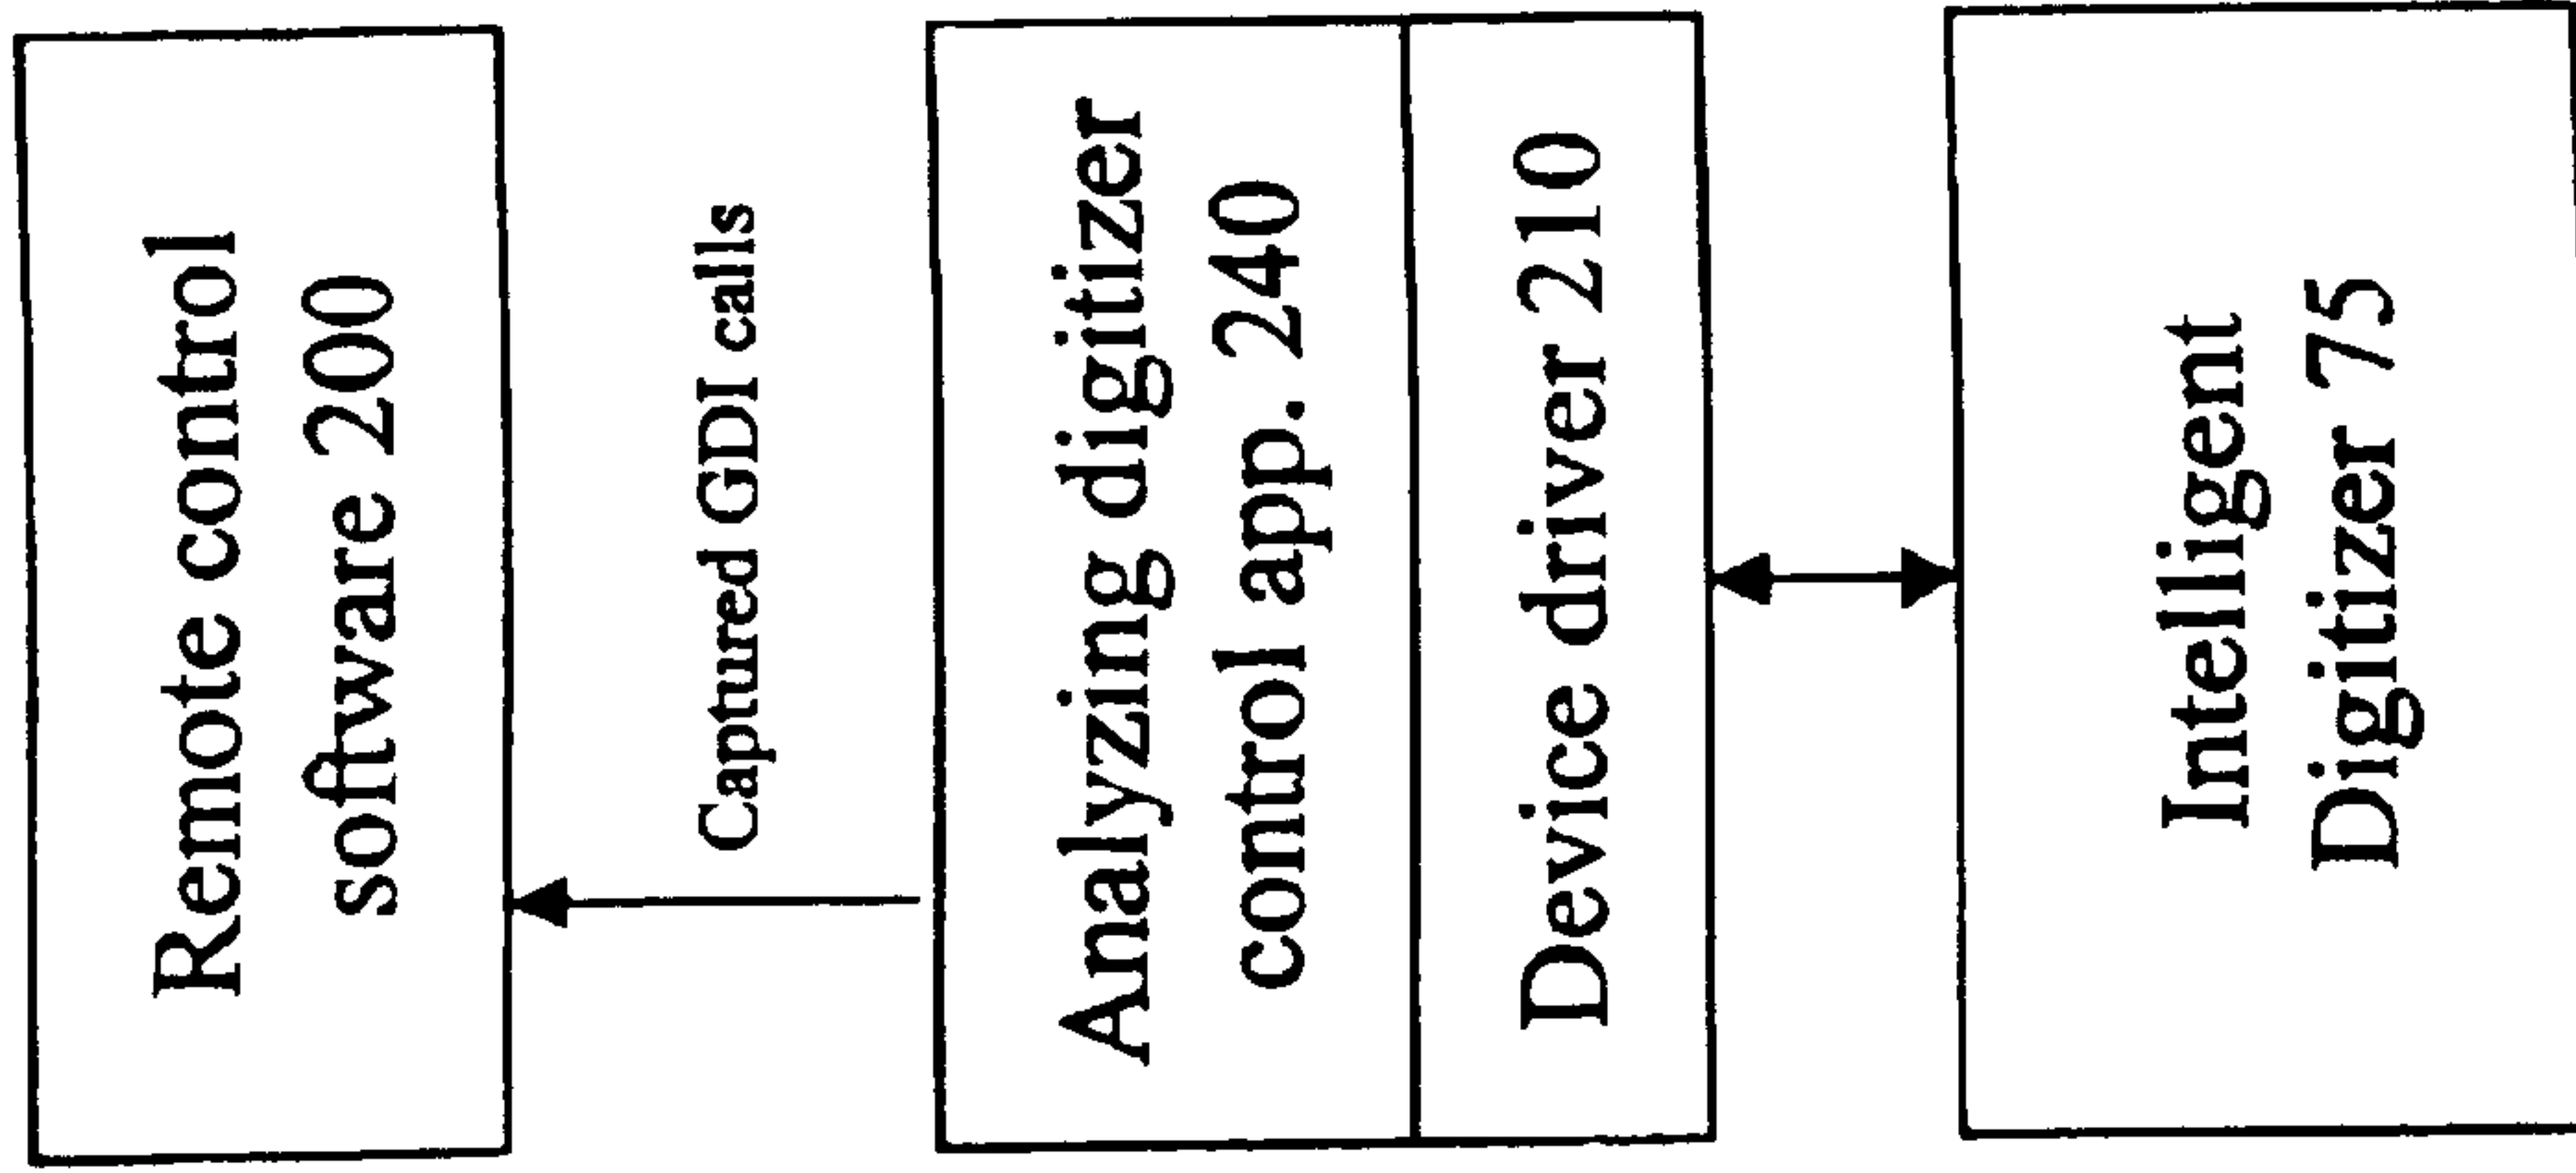 Remote control
software 200
Captured GDI calls
Analyzing digitizer
control app. 240
Device driver 210
Intelligent
Digitizer 75